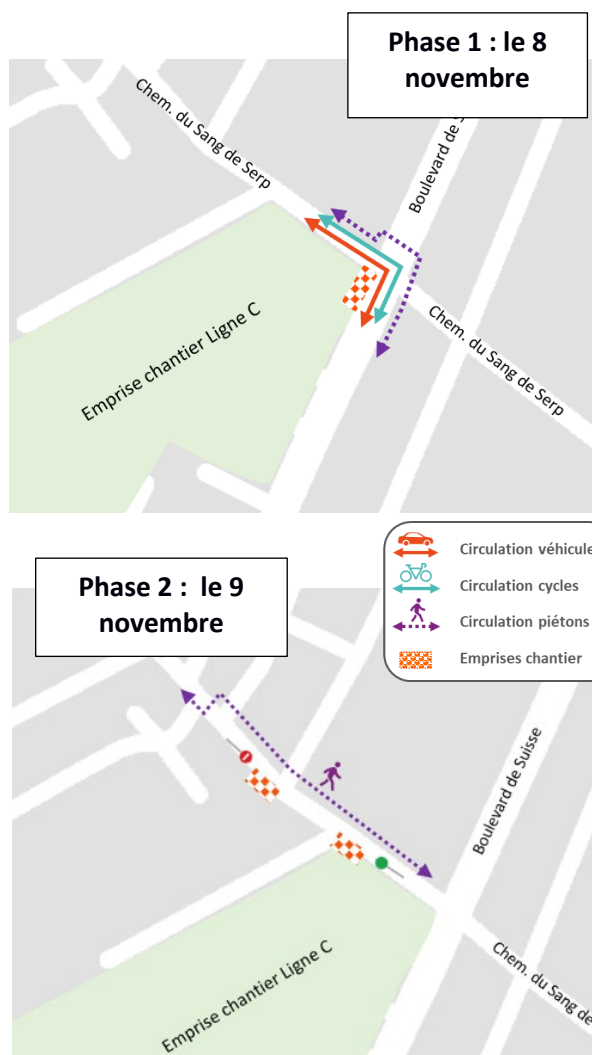 Phase 1 : le 8
novembre
Chem. du Sang de Serp
Boulevard de S
Emprise chantier Ligne C
Chem. du Sang de Serp
Circulation véhicule
Circulation cycles
Circulation piétons
Emprises chantier
Phase 2 : le 9
novembre
Boulevard de Suisse
Emprise chantier Ligne C
Chem. du Sang de